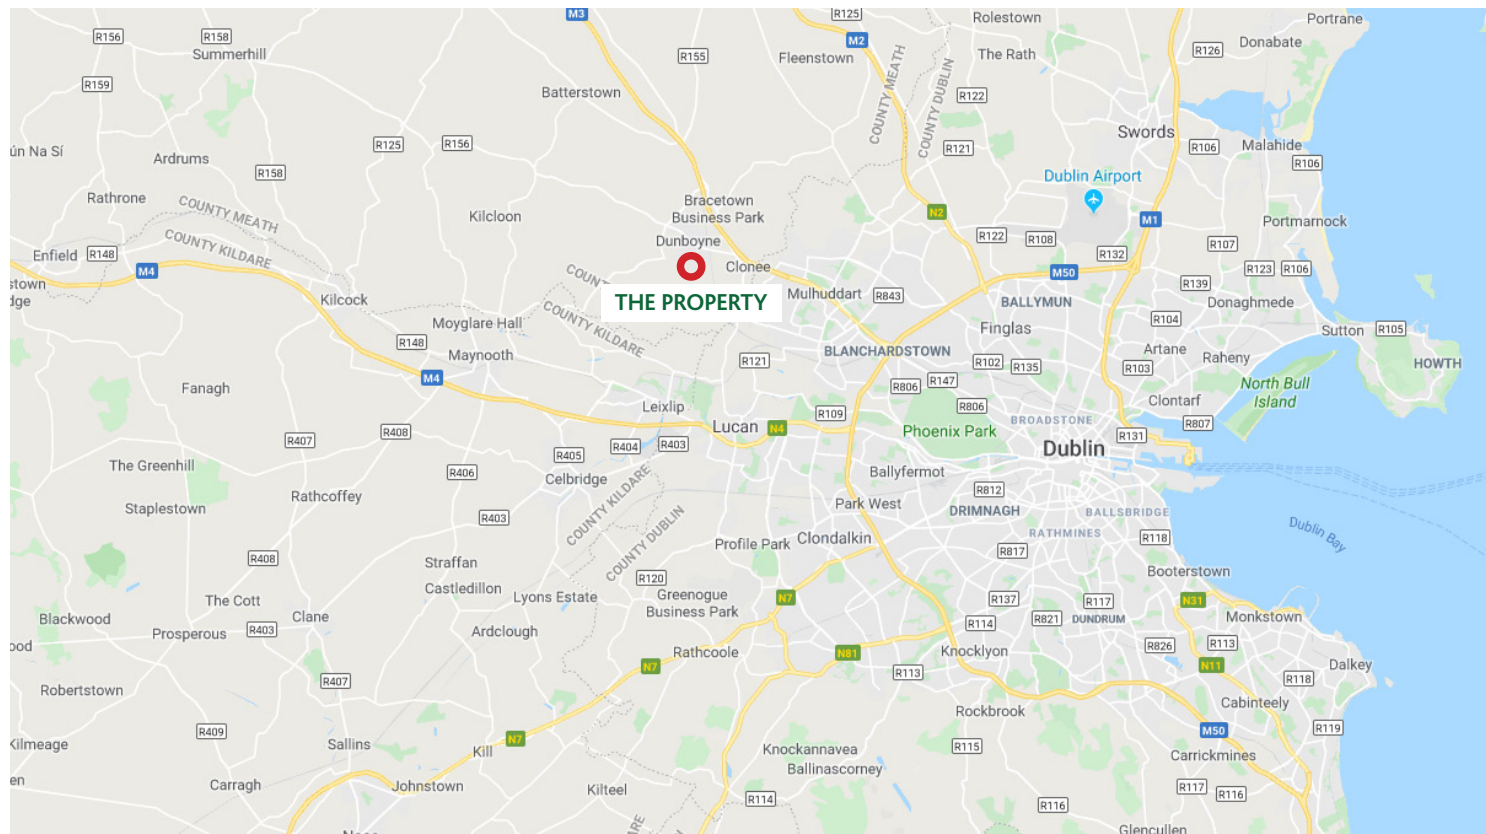 M3
R125
Rolestown
Portrane
R156
R158
Summerhill
M2
Donabate
R126
R155
Fleenstown
The Rath
R159
Batterstown
COUNTY MEATH
COUNTY DUBLIN
R122
Swords
R125
R156
R121
R106
Malahide
ún Na Sí
Ardrums
R106
R158
Dublin Airport
Rathrone
COUNTY MEATH
Bracetown
Business Park
Kilcloon
N2
M1
Portmarnock
COUNTY KILDARE
Dunboyne
R122
R108
R107
Enfield
R148
R132
M4
COUN
Clonee
M50
R123
R106
stown
dge
Mulhuddart
R843
R139
Kilcock
THE PROPERTY
BALLYMUN
Donaghmede
Moyglare Hall
COUNTY KILDARE
Finglas
R104
Sutton
R105
R148
Maynooth
BLANCHARDSTOWN
Artane
Raheny
R121
R102
R135
R103
HOWTH
M4
Fanagh
R806
R147
North Bull
Island
Leixlip
R109
R806
Clontarf
Lucan
N4
Phoenix Park
BROADSTONE
R807
R407
R408
R404
R403
Dublin
R131
R405
The Greenhill
R406
Celbridge
Ballyfermot
Rathcoffey
COUNTY KILDARE
R812
Staplestown
R403
Park West
DRIMNAGH
BALLSBRIDGE
COUNTY DUBLIN
Dublin Bay
Profile Park
Clondalkin
RATHMINES
R118
R408
Straffan
R817
R120
Booterstown
Castledillon
Lyons Estate
Greenogue
Business Park
N7
R137
R117
N31
The Cott
Clane
Blackwood
R821
DUNDRUM
Monkstown
Prosperous
R403
Ardclough
R114
ood
Rathcoole
N81
Knocklyon
R826
R113
N7
R113
N11
Dalkey
R407
R118
Robertstown
Cabinteely
Rockbrook
R409
N7
M50
R119
Kilmeage
Sallins
Kill
Knockannavea
R115
Carrickmines
Ballinascorney
en
Carragh
Johnstown
Kilteel
R117
R116
R114
R116
Glencullen